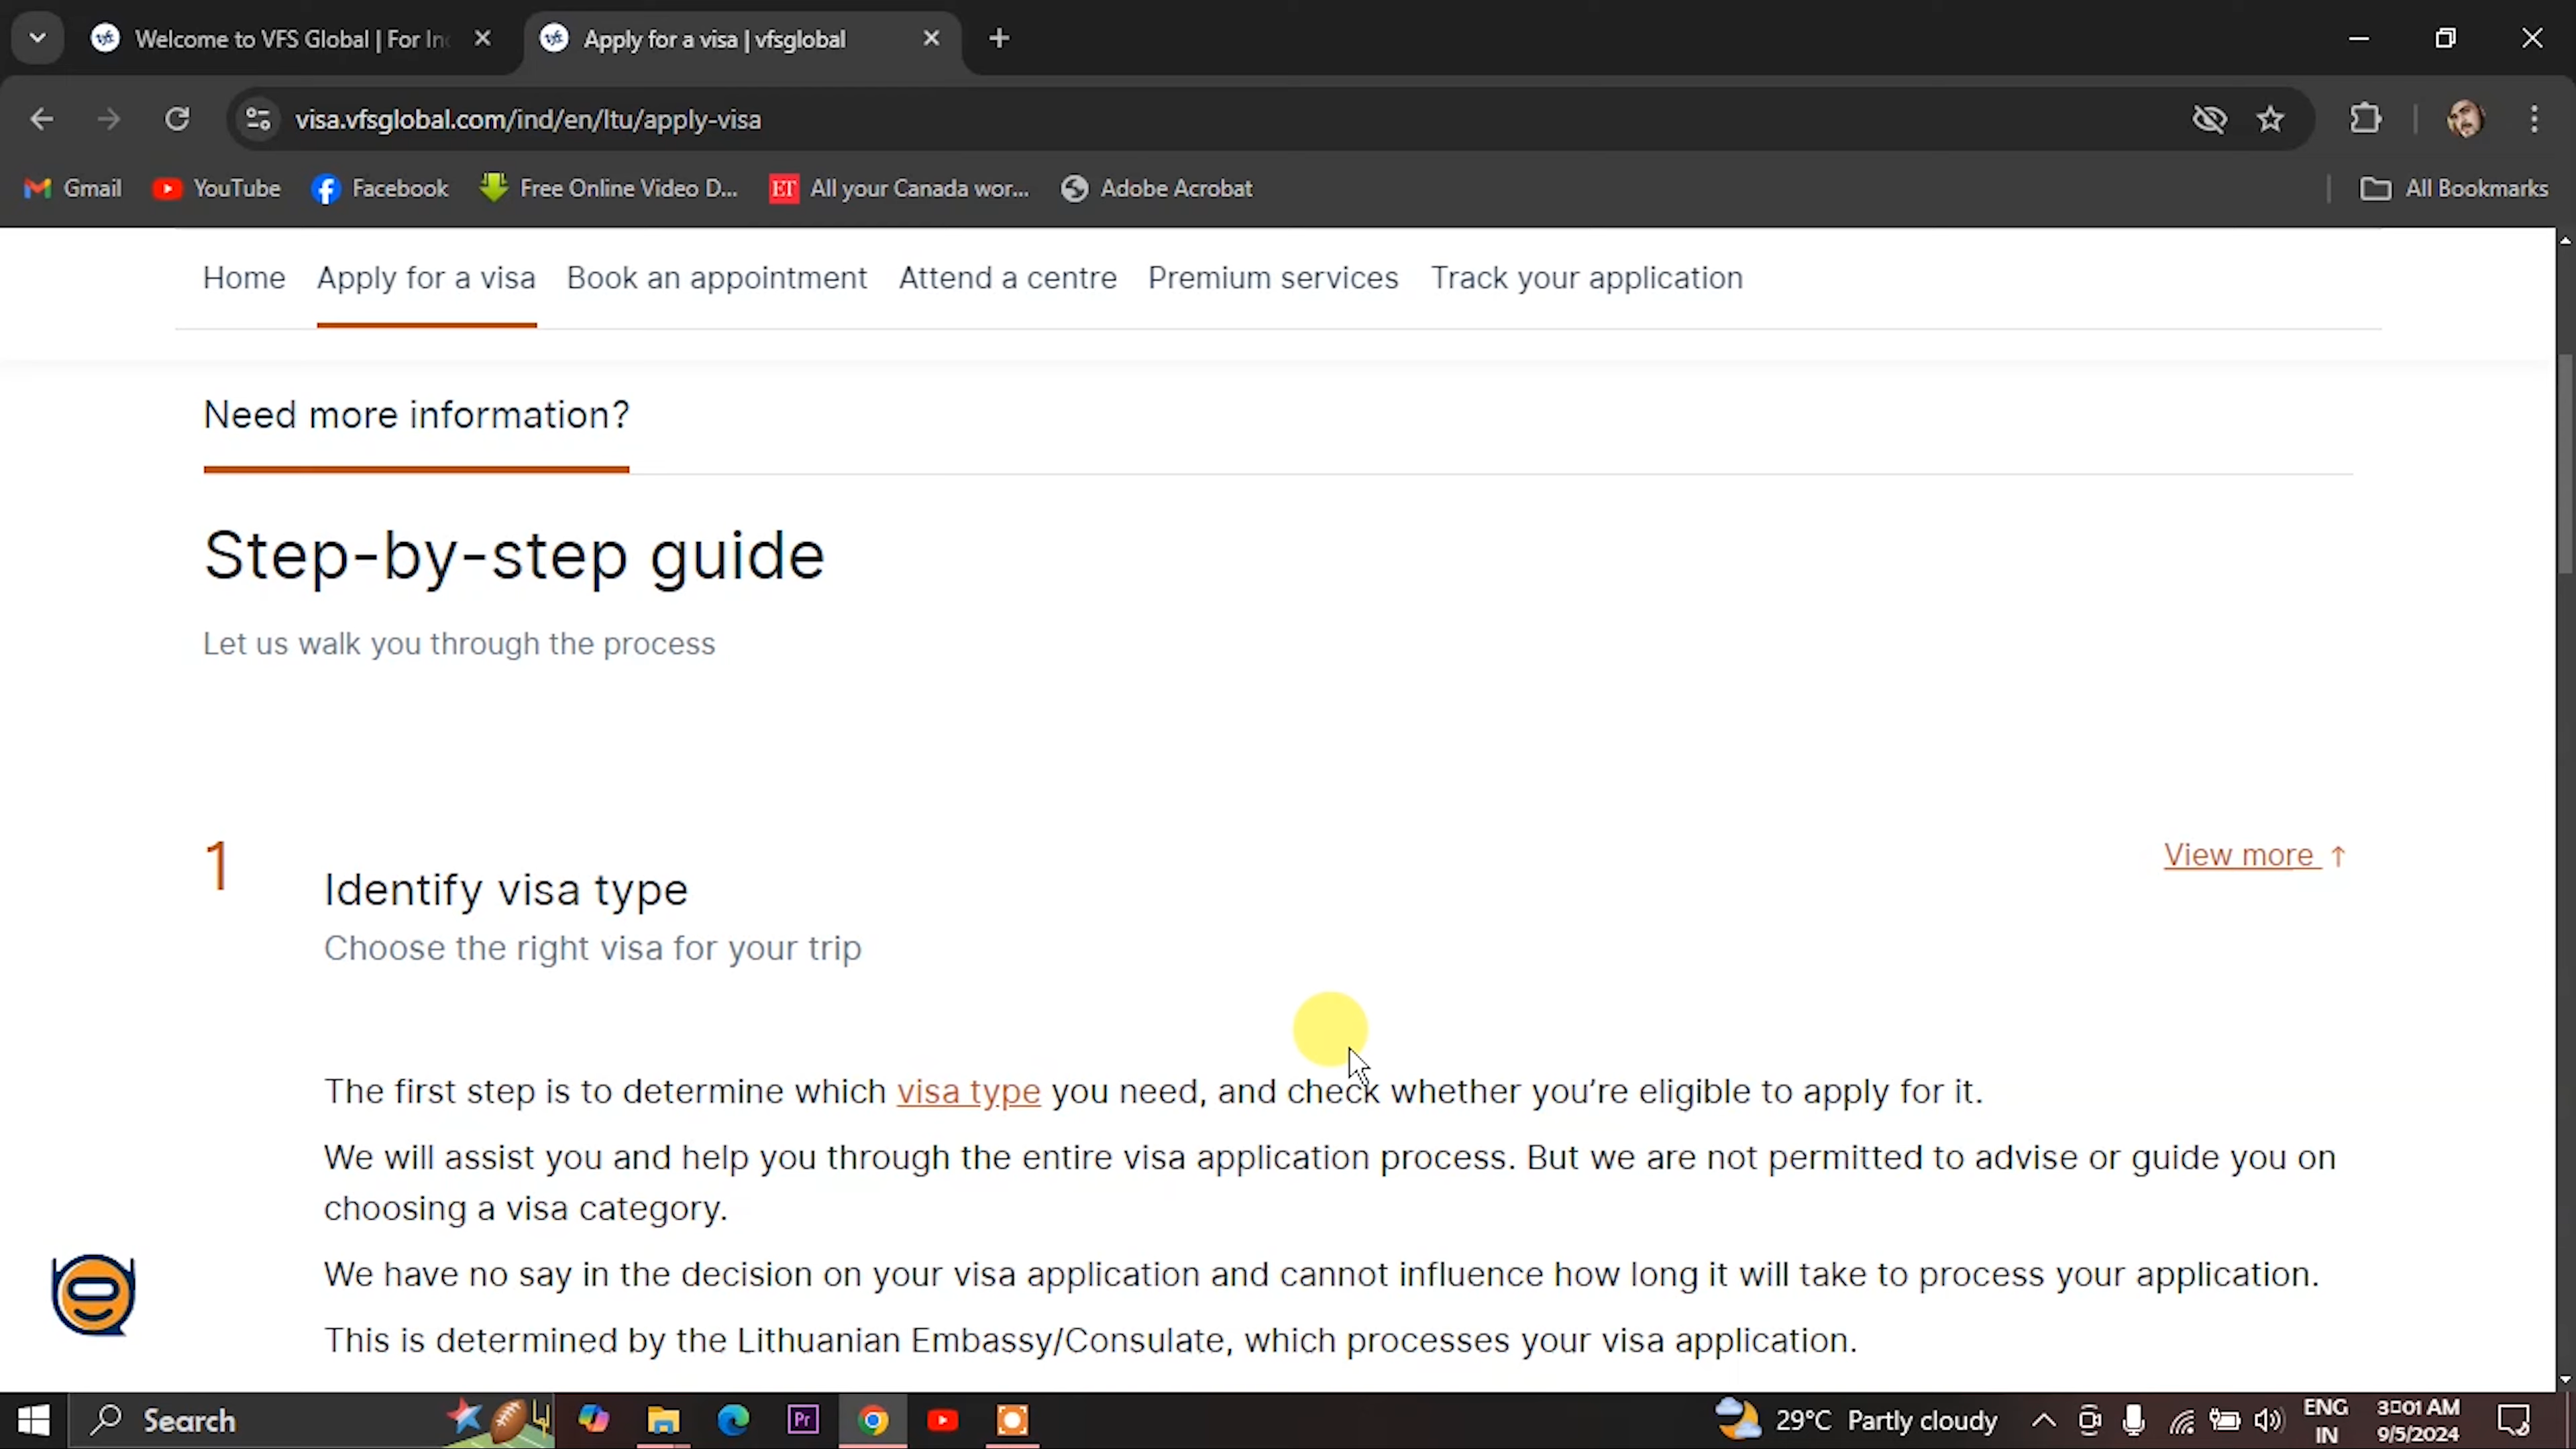 Welcome to VFS Global | For In
Apply for a visa | vfsglobal
visa.vfsglobal.com/ind/en/ltu/apply-visa
Gmail
YouTube
Facebook
Free Online Video D...
ET
All your Canada wor...
Adobe Acrobat
All Bookmarks
Home
Apply for a visa
Book an appointment
Attend a centre
Premium services
Track your application
Need more information?
Step-by-step guide
Let us walk you through the process
1
View more ↑
Identify visa type
Choose the right visa for your trip
The first step is to determine which visa type you need, and check whether you're eligible to apply for it.
We will assist you and help you through the entire visa application process. But we are not permitted to advise or guide you on
choosing a visa category.
We have no say in the decision on your visa application and cannot influence how long it will take to process your application.
This is determined by the Lithuanian Embassy/Consulate, which processes your visa application.
Search
Pr
29°C Partly cloudy
ENG
IN
3□01 AM
9/5/2024